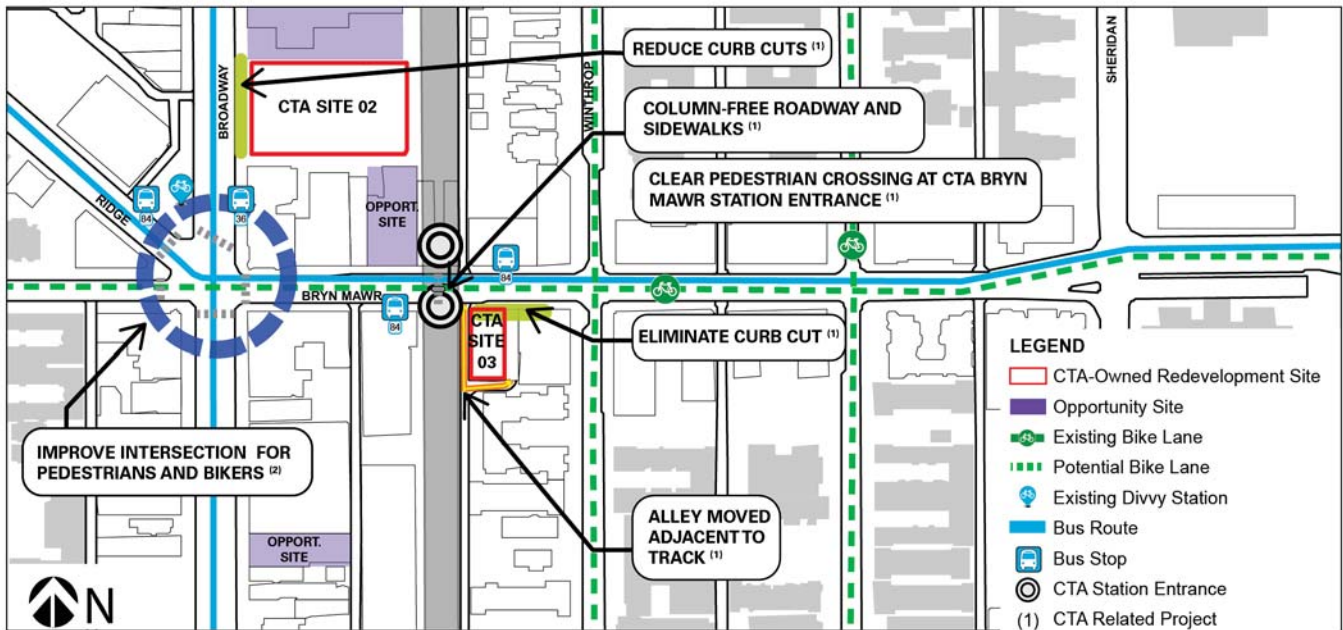 REDUCE CURB CUTS (1)
BROADWAY
CTA SITE 02
WINTHROP
SHERIDAN
COLUMN-FREE ROADWAY AND
SIDEWALKS (1)
CLEAR PEDESTRIAN CROSSING AT CTA BRYN
MAWR STATION ENTRANCE (1)
RIDGE
84
36
OPPORT.
SITE
84
BRYN MAWR
84
CTA
SITE
03
ELIMINATE CURB CUT (1)
IMPROVE INTERSECTION FOR
PEDESTRIANS AND BIKERS (2)
ALLEY MOVED
ADJACENT TO
TRACK (1)
OPPORT.
SITE
N
LEGEND
CTA-Owned Redevelopment Site
Opportunity Site
Existing Bike Lane
Potential Bike Lane
Existing Divvy Station
Bus Route
Bus Stop
CTA Station Entrance
(1) CTA Related Project